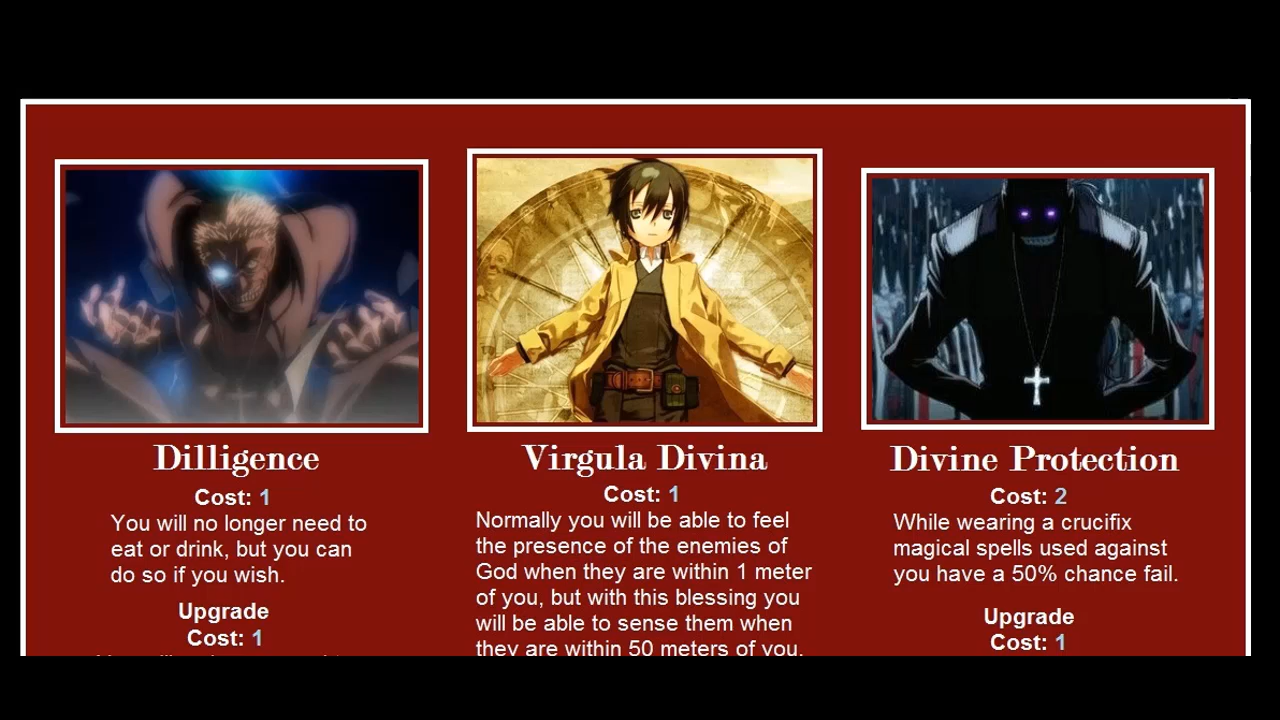 Dilligence
Cost: 1
You will no longer need to
eat or drink, but you can
do so if you wish.
Upgrade
Cost: 1
Virgula Divina
Cost: 1
Normally you will be able to feel
the presence of the enemies of
God when they are within 1 meter
of you, but with this blessing you
will be able to sense them when
they are within 50 meters of you.
Divine Protection
Cost: 2
While wearing a crucifix
magical spells used against
you have a 50% chance fail.
Upgrade
Cost: 1